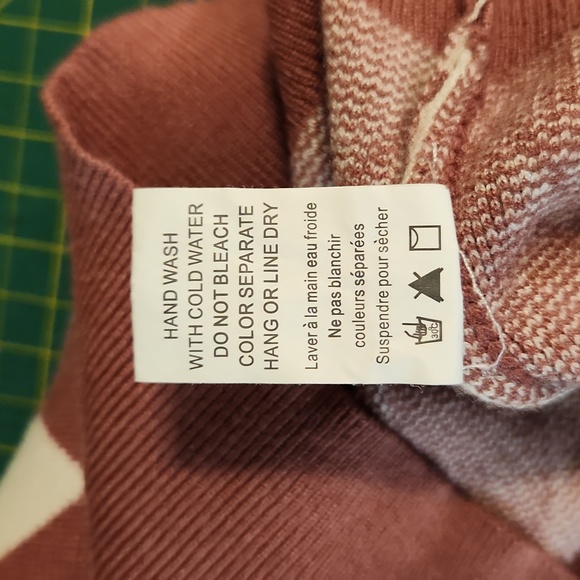 HAND WASH
WITH COLD WATER
DO NOT BLEACH
COLOR SEPARATE
HANG OR LINE DRY
Laver à la main eau froide
Ne pas blanchir
couleurs séparées
Suspendre pour sècher
30°C